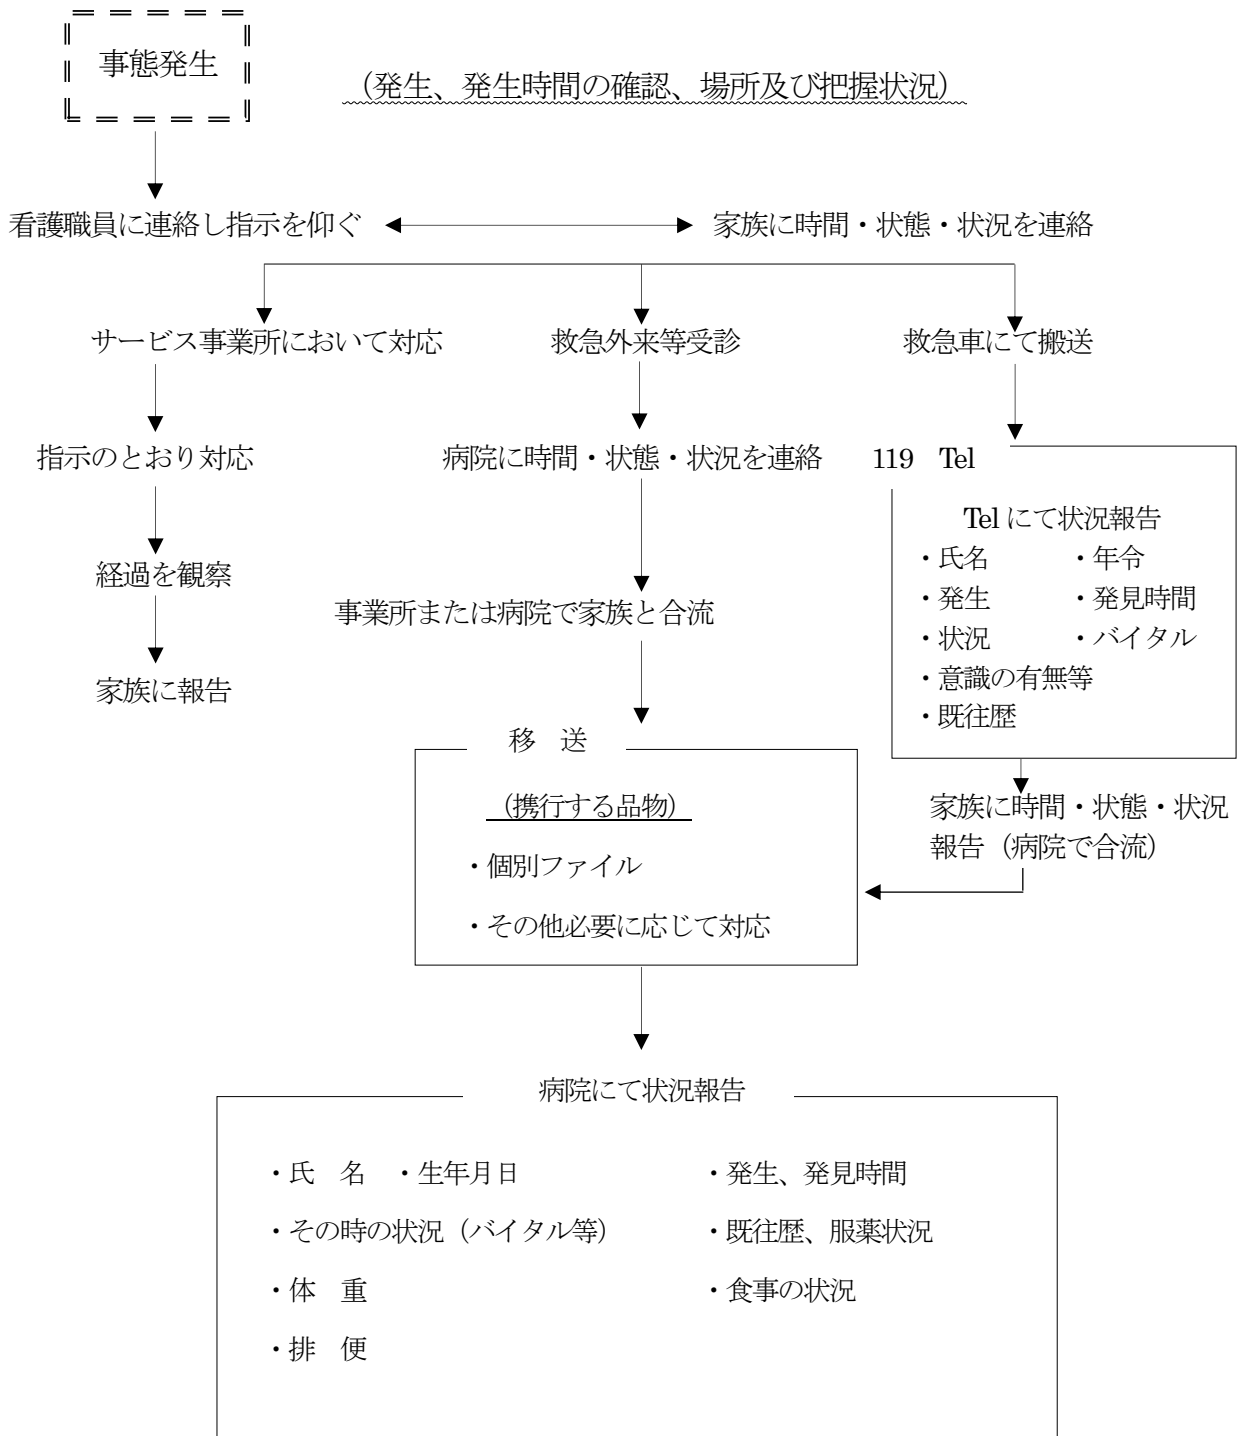 事態発生
(発生、発生時間の確認、場所及び把握状況)
看護職員に連絡し指示を仰ぐ
家族に時間・状態・状況を連絡
サービス事業所において対応
救急外来等受診
救急車にて搬送
指示のとおり対応
病院に時間・状態・状況を連絡
119 Tel
Tel にて状況報告
・氏名 ・年令
・発生 ・発見時間
・状況 ・バイタル
・意識の有無等
・既往歴
経過を観察
事業所または病院で家族と合流
家族に報告
移 送
(携行する品物)
・個別ファイル
・その他必要に応じて対応
家族に時間・状態・状況
報告(病院で合流)
病院にて状況報告
・氏 名 ・生年月日 ・発生、発見時間
・その時の状況(バイタル等) ・既往歴、服薬状況
・体 重 ・食事の状況
・排 便